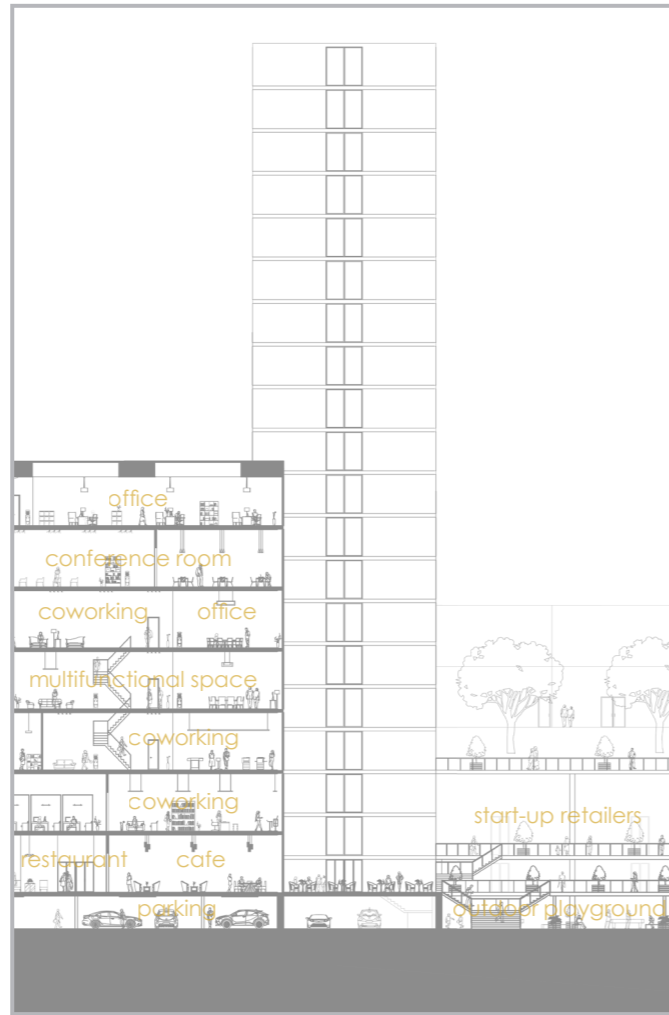 office
conference room
coworking office
multifunctional space
coworking
coworking
start-up retailers
restaurant cafe
parking
outdoor playground